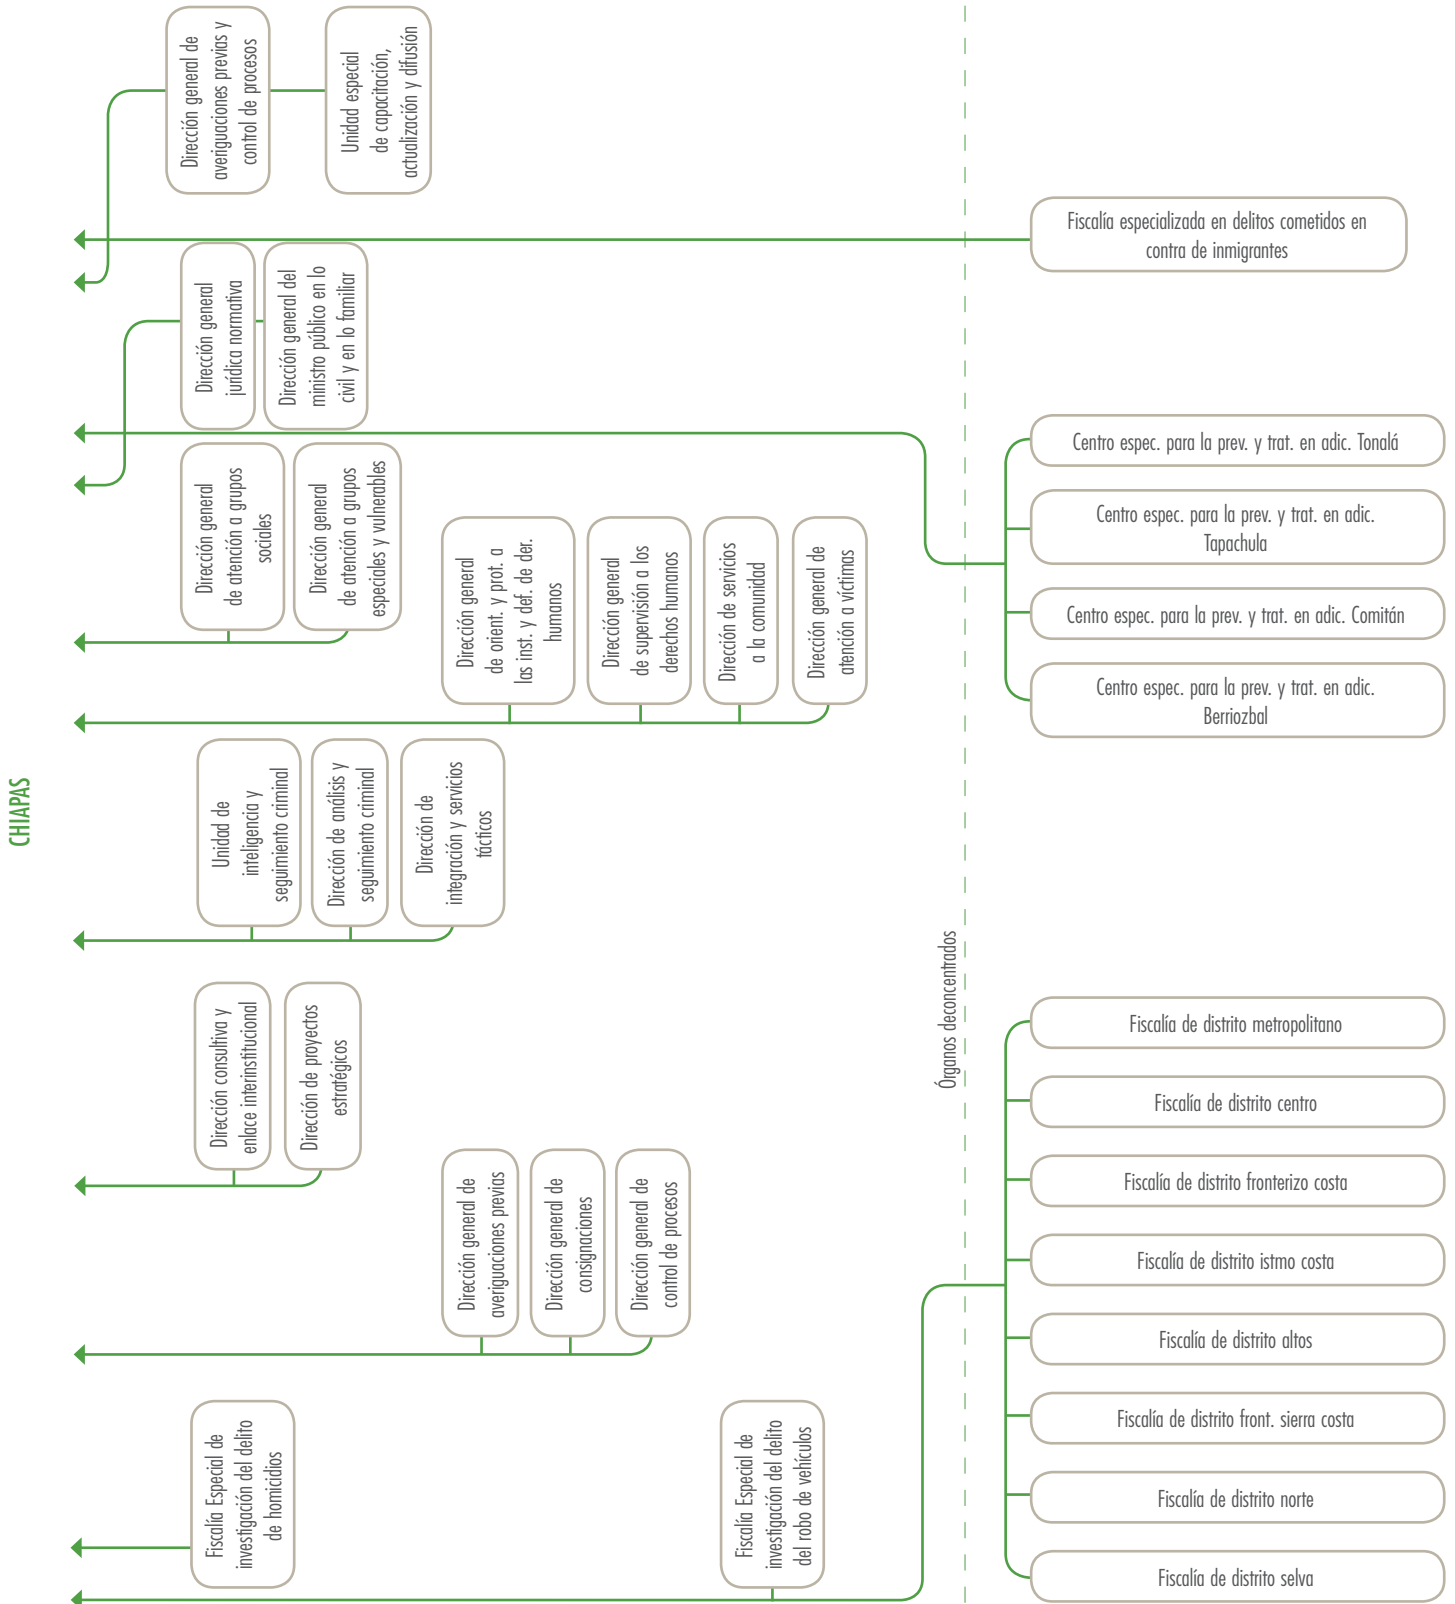 CHIAPAS
Dirección general de
averiguaciones previas y
control de procesos
Unidad especial
de capacitación,
actualización y difusión
Fiscalía especializada en delitos cometidos en
contra de inmigrantes
Dirección general
jurídica normativa
Dirección general del
ministro público en lo
civil y en lo familiar
Dirección general
de atención a grupos
sociales
Dirección general
de atención a grupos
especiales y vulnerables
Centro espec. para la prev. y trat. en adic. Tonalá
Centro espec. para la prev. y trat. en adic.
Tapachula
Centro espec. para la prev. y trat. en adic. Comitán
Centro espec. para la prev. y trat. en adic.
Berriozbal
Dirección general
de orient. y prot. a
las inst. y def. de der.
humanos
Dirección general
de supervisión a los
derechos humanos
Dirección de servicios
a la comunidad
Dirección general de
atención a víctimas
Unidad de
inteligencia y
seguimiento criminal
Dirección de análisis y
seguimiento criminal
Dirección de
integración y servicios
tácticos
Órganos deconcentrados
Dirección consultiva y
enlace interinstitucional
Dirección de proyectos
estratégicos
Dirección general de
averiguaciones previas
Dirección general de
consignaciones
Dirección general de
control de procesos
Fiscalía Especial de
investigación del delito
de homicidios
Fiscalía Especial de
investigación del delito
del robo de vehículos
Fiscalía de distrito metropolitano
Fiscalía de distrito centro
Fiscalía de distrito fronterizo costa
Fiscalía de distrito istmo costa
Fiscalía de distrito altos
Fiscalía de distrito front. sierra costa
Fiscalía de distrito norte
Fiscalía de distrito selva